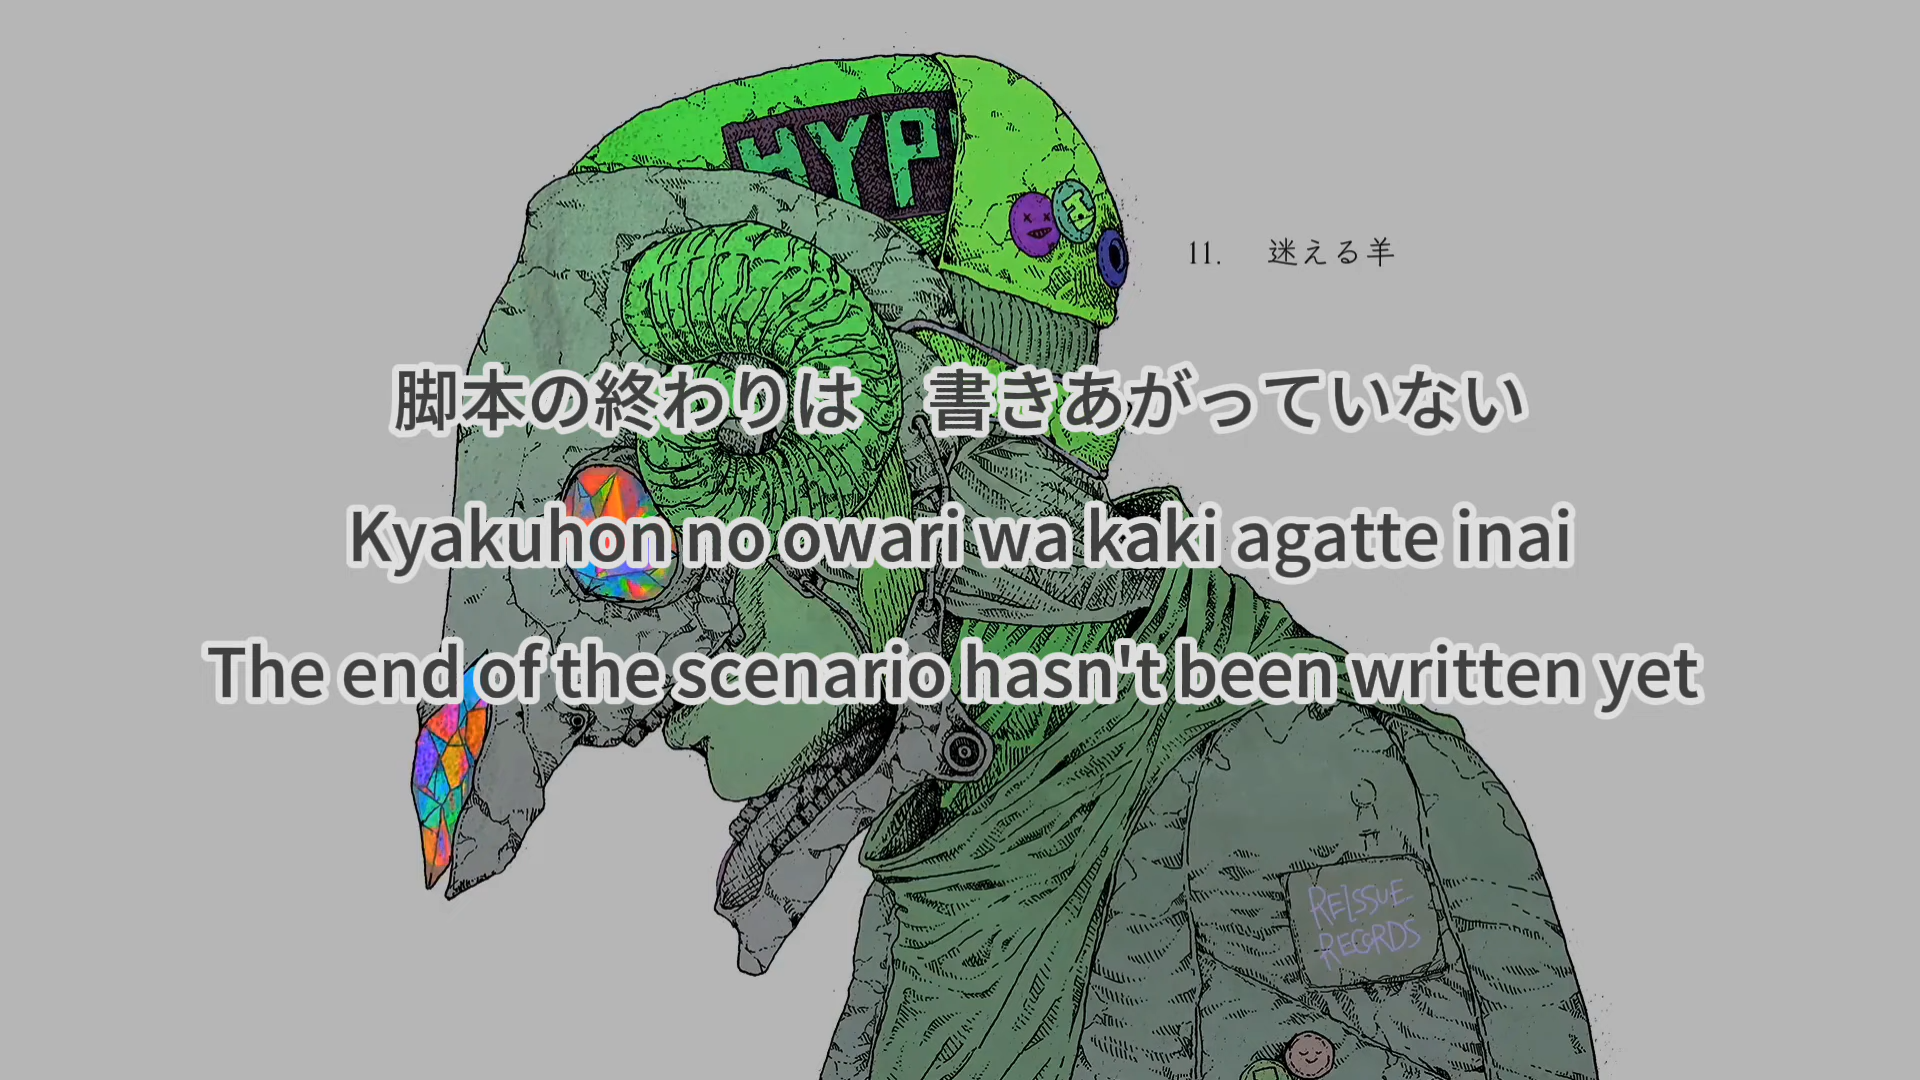 HYP
11. 迷える羊
脚本の終わりは　書きあがっていない
Kyakuhon no owari wa kaki agatte inai
The end of the scenario hasn't been written yet
REISSUE
RECORDS